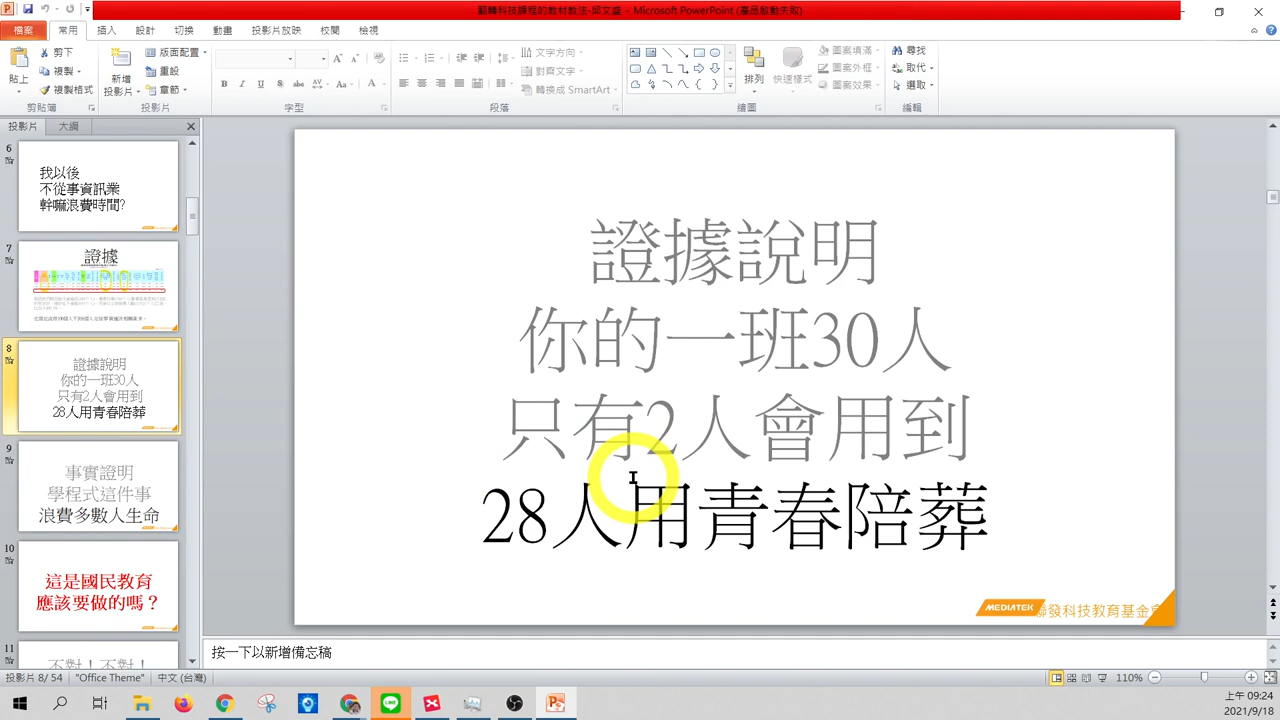 翻轉科技課程的教材教法-邱文盛 - Microsoft PowerPoint (產品啟動失敗)
檔案 常用 插入 設計 切換 動畫 投影片放映 校閱 檢視
貼上
剪下
複製
複製格式
剪貼簿
新增
投影片
版面配置
重設
章節
投影片
字型
文字方向
對齊文字
轉換成 SmartArt
段落
排列
快速樣式
圖案填滿
圖案外框
圖案效果
繪圖
尋找
取代
選取
編輯
投影片 大綱
6
我以後
不從事資訊業
幹嘛浪費時間?
7
證據
8
證據說明
你的一班30人
只有2人會用到
28人用青春陪葬
9
事實證明
學程式這件事
浪費多數人生命
10
這是國民教育
應該要做的嗎？
11
不對！不對！
證據說明
你的一班30人
只有2人會用到
28人用青春陪葬
MEDIATEK 聯發科技教育基金會
按一下以新增備忘稿
投影片 8/54 "Office Theme" 中文 (台灣) 110%
上午 09:24
2021/9/18